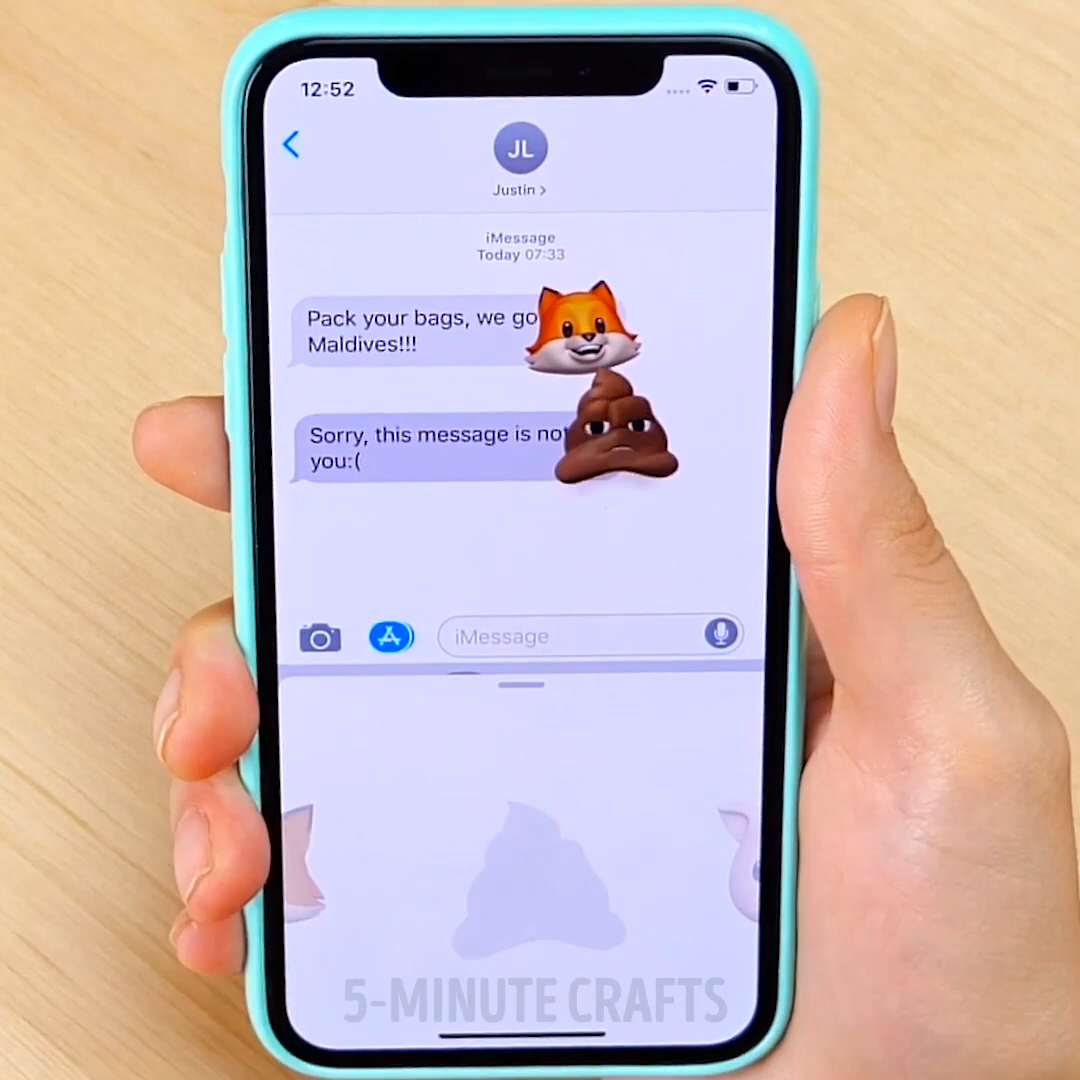 12:52
JL
Justin >
iMessage
Today 07:33
Pack your bags, we go
Maldives!!!
Sorry, this message is not
you:(
iMessage
5-MINUTE CRAFTS